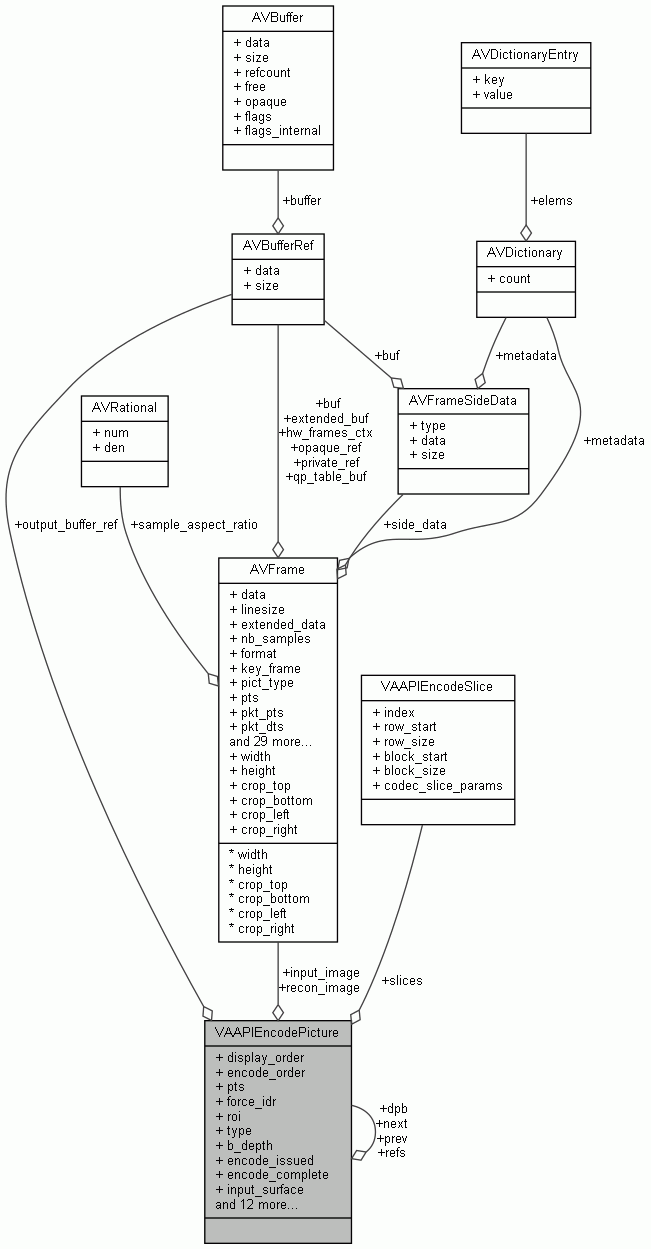 AVBuffer
+ data
+ size
+ refcount
+ free
+ opaque
+ flags
+ flags_internal
AVDictionaryEntry
+ key
+ value
+buffer
+elems
AVBufferRef
+ data
+ size
AVDictionary
+ count
+buf
+metadata
AVRational
+ num
+ den
+buf
+extended_buf
+hw_frames_ctx
+opaque_ref
+private_ref
+qp_table_buf
AVFrameSideData
+ type
+ data
+ size
+metadata
+output_buffer_ref
+sample_aspect_ratio
+side_data
AVFrame
+ data
+ linesize
+ extended_data
+ nb_samples
+ format
+ key_frame
+ pict_type
+ pts
+ pkt_pts
+ pkt_dts
and 29 more...
+ width
+ height
+ crop_top
+ crop_bottom
+ crop_left
+ crop_right
* width
* height
* crop_top
* crop_bottom
* crop_left
* crop_right
VAAPIEncodeSlice
+ index
+ row_start
+ row_size
+ block_start
+ block_size
+ codec_slice_params
+input_image
+recon_image
+slices
VAAPIEncodePicture
+ display_order
+ encode_order
+ pts
+ force_idr
+ roi
+ type
+ b_depth
+ encode_issued
+ encode_complete
+ input_surface
and 12 more...
+dpb
+next
+prev
+refs